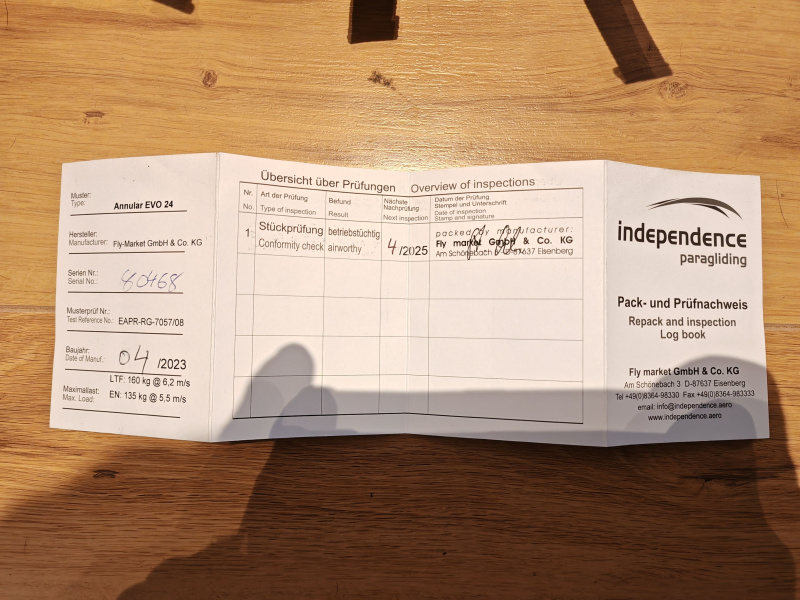 Muster:
Type: Annular EVO 24
Hersteller:
Manufacturer: Fly-Market GmbH & Co. KG
Serien Nr.:
Serial No.: 60468
Musterprüf Nr.:
Test Reference No.: EAPR-RG-7057/08
Baujahr:
Date of Manuf.: 04/2023
LTF: 160 kg @ 6,2 m/s
Maximallast:
Max. Load: EN: 135 kg @ 5,5 m/s
Übersicht über Prüfungen Overview of inspections
Nr.
No.
Art der Prüfung
Type of inspection
Befund
Result
Nächste
Nachprüfung
Next inspection
Datum der Prüfung
Stempel und Unterschrift
Date of inspection
Stamp and signature
1
Stückprüfung
Conformity check
betriebstüchtig
airworthy
4/2025
packed by manufacturer:
Fly market GmbH & Co. KG
Am Schönebach 3 D-87637 Eisenberg
independence
paragliding
Pack- und Prüfnachweis
Repack and inspection
Log book
Fly market GmbH & Co. KG
Am Schönebach 3 D-87637 Eisenberg
Tel +49(0)8364-98330 Fax +49(0)8364-983333
email: info@independence.aero
www.independence.aero